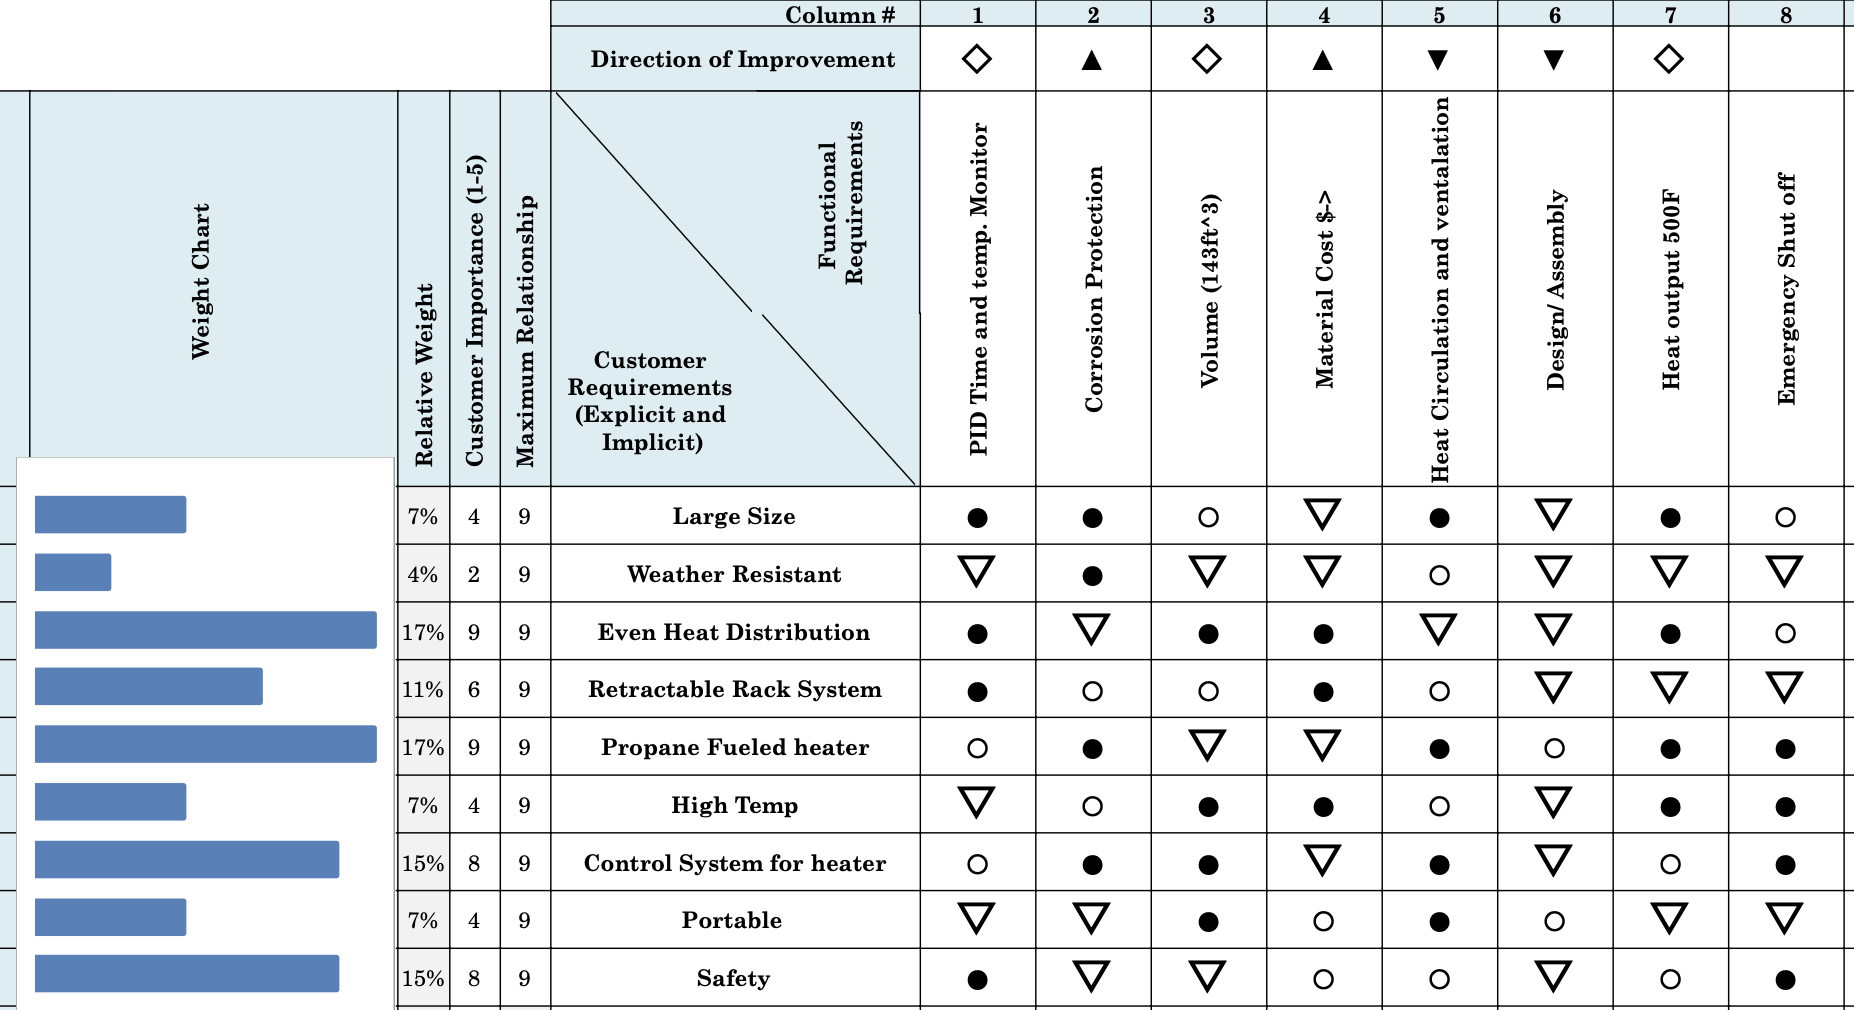 Column # 1 2 3 4 5 6 7 8
Direction of Improvement ◇ ▲ ◇ ▲ ▼ ▼ ◇
Weight Chart
Relative Weight
Customer Importance (1-5)
Maximum Relationship
Functional
Requirements
Customer
Requirements
(Explicit and
Implicit)
PID Time and temp. Monitor
Corrosion Protection
Volume (143ft^3)
Material Cost $->
Heat Circulation and ventalation
Design/ Assembly
Heat output 500F
Emergency Shut off
7% 4 9 Large Size ● ● ○ ▽ ● ▽ ● ○
4% 2 9 Weather Resistant ▽ ● ▽ ▽ ○ ▽ ▽ ▽
17% 9 9 Even Heat Distribution ● ▽ ● ● ▽ ▽ ● ○
11% 6 9 Retractable Rack System ● ○ ○ ● ○ ▽ ▽ ▽
17% 9 9 Propane Fueled heater ○ ● ▽ ▽ ● ○ ● ●
7% 4 9 High Temp ▽ ○ ● ● ○ ▽ ● ●
15% 8 9 Control System for heater ○ ● ● ▽ ● ▽ ○ ●
7% 4 9 Portable ▽ ▽ ● ○ ● ○ ▽ ▽
15% 8 9 Safety ● ▽ ▽ ○ ○ ▽ ○ ●